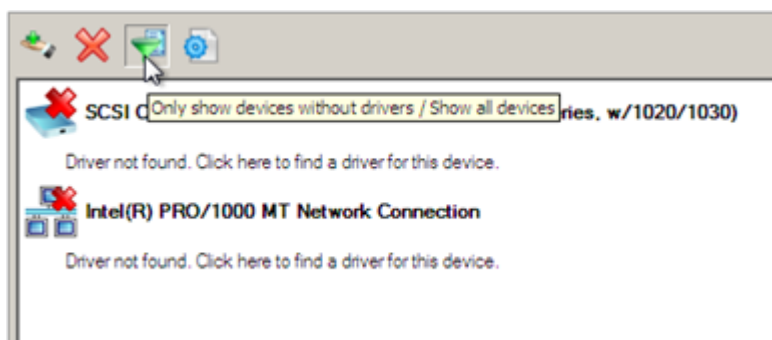 Only show devices without drivers / Show all devices
SCSI C ries, w/1020/1030)
Driver not found. Click here to find a driver for this device.
Intel(R) PRO/1000 MT Network Connection
Driver not found. Click here to find a driver for this device.